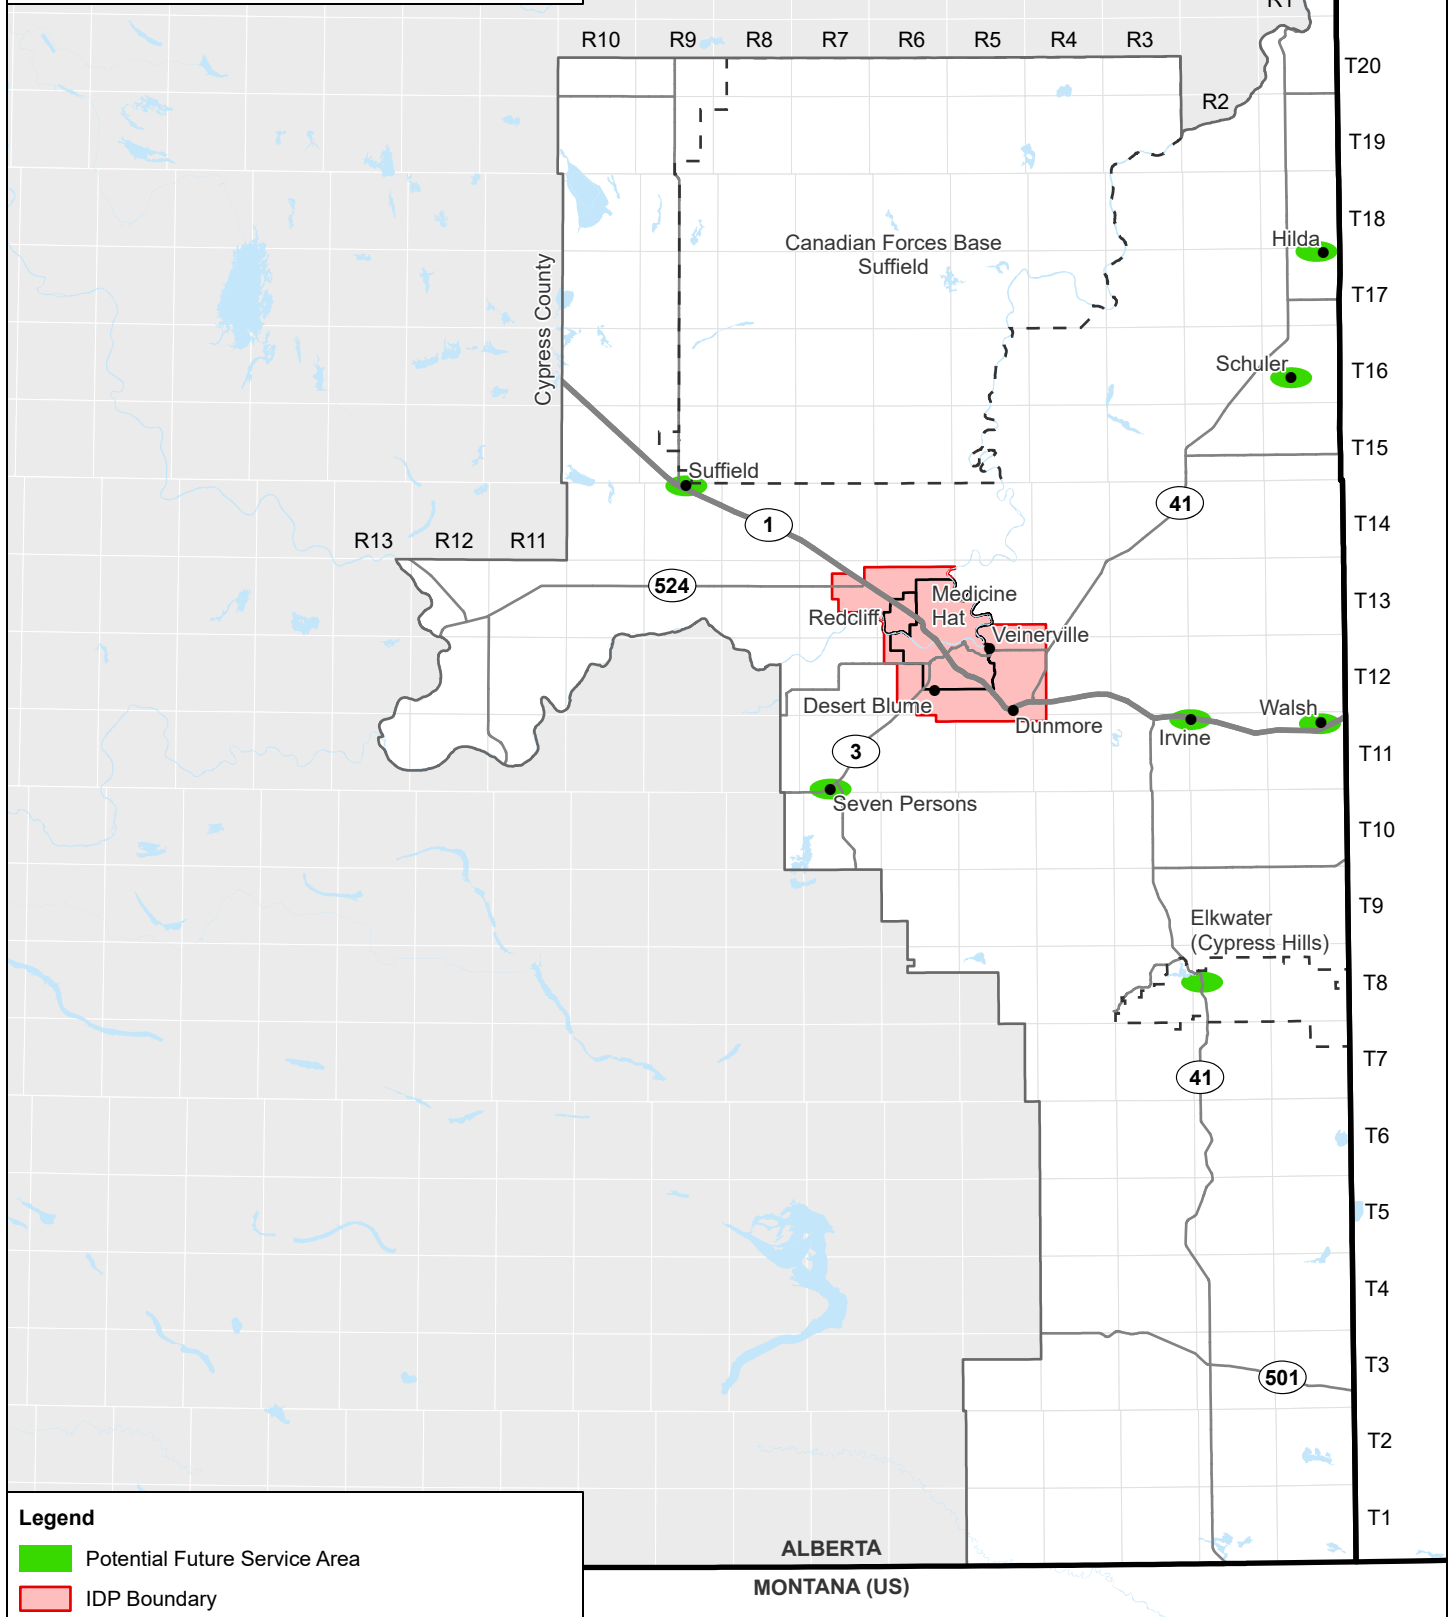 R1
R10
R9
R8
R7
R6
R5
R4
R3
T20
R2
T19
T18
Hilda
Canadian Forces Base
Suffield
Cypress County
T17
Schuler
T16
T15
Suffield
41
1
T14
R13
R12
R11
524
Medicine
Hat
T13
Redcliff
Veinerville
T12
Desert Blume
Walsh
Dunmore
Irvine
3
T11
Seven Persons
T10
T9
Elkwater
(Cypress Hills)
T8
T7
41
T6
T5
T4
T3
501
T2
T1
Legend
Potential Future Service Area
IDP Boundary
ALBERTA
MONTANA (US)